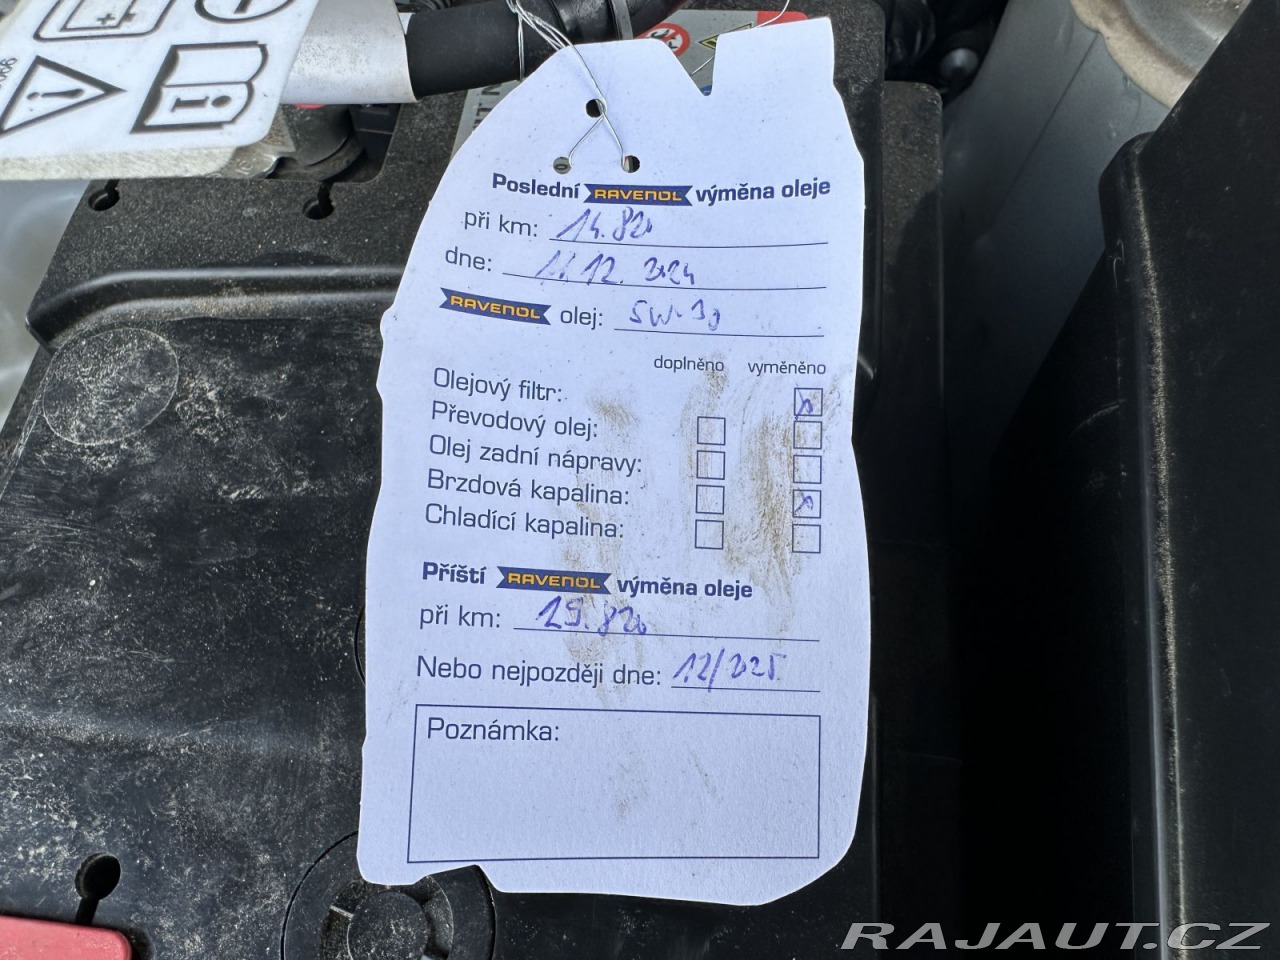 Poslední RAVENOL výměna oleje
při km: 14.820
dne: 11.12.2024
RAVENOL olej: 5W-30
doplněno vyměněno
Olejový filtr: x
Převodový olej:
Olej zadní nápravy:
Brzdová kapalina: x
Chladící kapalina:
Příští RAVENOL výměna oleje
při km: 29.820
Nebo nejpozději dne: 12/2025
Poznámka:
RAJAUT.CZ